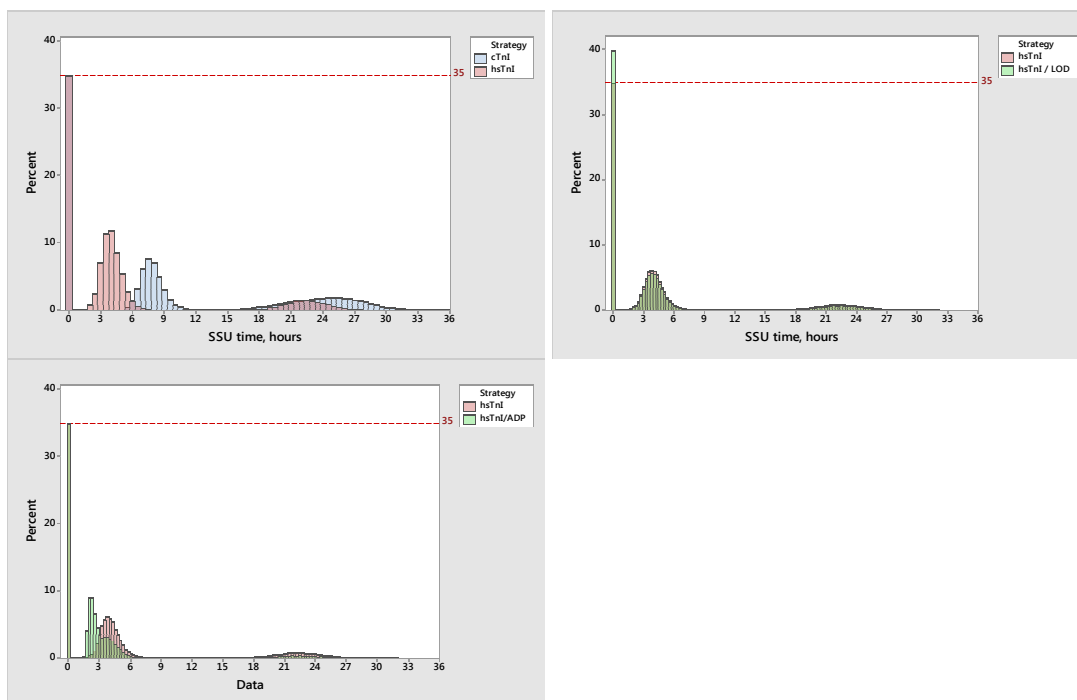 40
30
20
10
0
Percent
35
Strategy
cTnI
hsTnI
0 3 6 9 12 15 18 21 24 27 30 33 36
SSU time, hours
40
30
20
10
0
Percent
35
Strategy
hsTnI
hsTnI / LOD
0 3 6 9 12 15 18 21 24 27 30 33 36
SSU time, hours
40
30
20
10
0
Percent
35
Strategy
hsTnI
hsTnI/ADP
0 3 6 9 12 15 18 21 24 27 30 33 36
Data